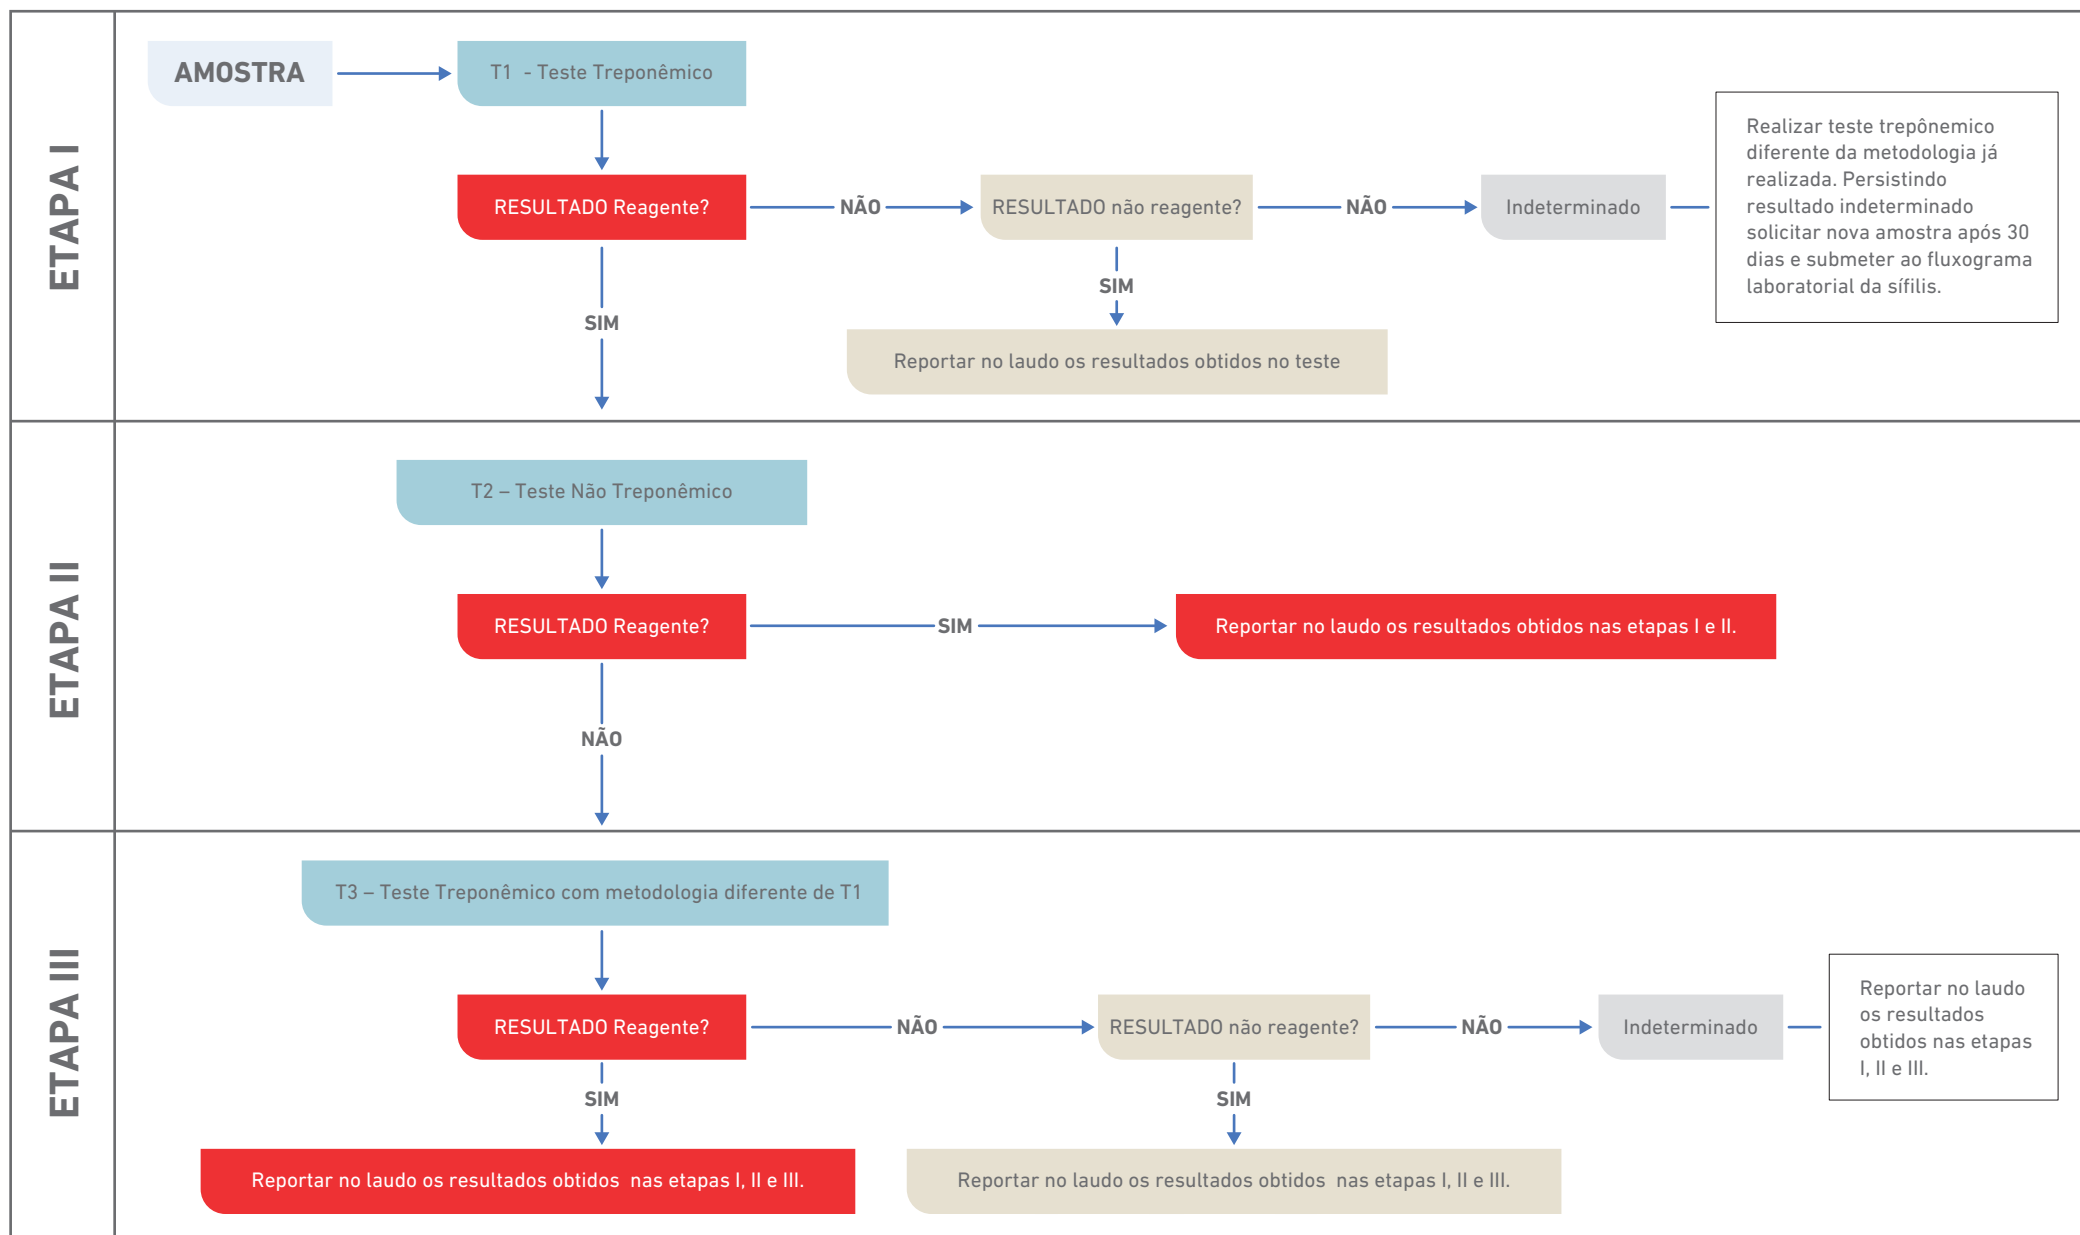 ETAPA I
AMOSTRA
T1 - Teste Treponêmico
RESULTADO Reagente?
NÃO
RESULTADO não reagente?
NÃO
Indeterminado
Realizar teste trepônemico
diferente da metodologia já
realizada. Persistindo
resultado indeterminado
solicitar nova amostra após 30
dias e submeter ao fluxograma
laboratorial da sífilis.
SIM
SIM
Reportar no laudo os resultados obtidos no teste
ETAPA II
T2 – Teste Não Treponêmico
RESULTADO Reagente?
SIM
Reportar no laudo os resultados obtidos nas etapas I e II.
NÃO
ETAPA III
T3 – Teste Treponêmico com metodologia diferente de T1
RESULTADO Reagente?
NÃO
RESULTADO não reagente?
NÃO
Indeterminado
Reportar no laudo
os resultados
obtidos nas etapas
I, II e III.
SIM
SIM
Reportar no laudo os resultados obtidos nas etapas I, II e III.
Reportar no laudo os resultados obtidos nas etapas I, II e III.